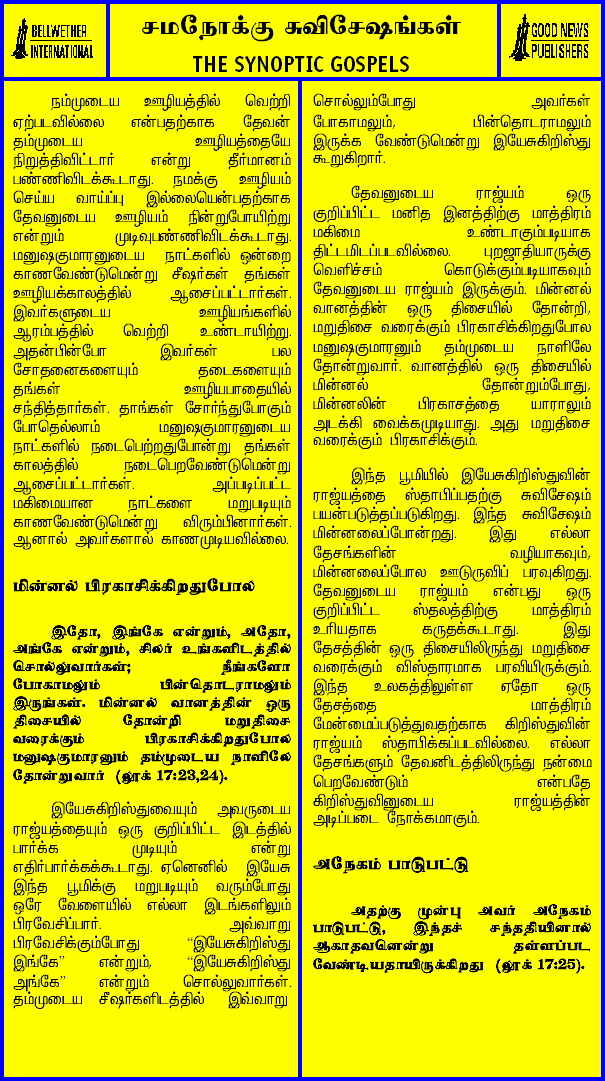 BELLWETHER
INTERNATIONAL
சமநோக்கு சுவிசேஷங்கள்
THE SYNOPTIC GOSPELS
GOOD NEWS
PUBLISHERS
நம்முடைய ஊழியத்தில் வெற்றி
ஏற்படவில்லை என்பதற்காக தேவன்
தம்முடைய ஊழியத்தையே
நிறுத்திவிட்டார் என்று தீர்மானம்
பண்ணிவிடக்கூடாது. நமக்கு ஊழியம்
செய்ய வாய்ப்பு இல்லையென்பதற்காக
தேவனுடைய ஊழியம் நின்றுபோயிற்று
என்றும் முடிவுபண்ணிவிடக்கூடாது.
மனுஷகுமாரனுடைய நாட்களில் ஒன்றை
காணவேண்டுமென்று சீஷர்கள் தங்கள்
ஊழியக்காலத்தில் ஆசைப்பட்டார்கள்.
இவர்களுடைய ஊழியங்களில்
ஆரம்பத்தில் வெற்றி உண்டாயிற்று.
அதன்பின்போ இவர்கள் பல
சோதனைகளையும் தடைகளையும்
தங்கள் ஊழியபாதையில்
சந்தித்தார்கள். தாங்கள் சோர்ந்துபோகும்
போதெல்லாம் மனுஷகுமாரனுடைய
நாட்களில் நடைபெற்றதுபோன்று தங்கள்
காலத்தில் நடைபெறவேண்டுமென்று
ஆசைப்பட்டார்கள். அப்படிப்பட்ட
மகிமையான நாட்களை மறுபடியும்
காணவேண்டுமென்று விரும்பினார்கள்.
ஆனால் அவர்களால் காணமுடியவில்லை.
மின்னல் பிரகாசிக்கிறதுபோல
இதோ, இங்கே என்றும், அதோ,
அங்கே என்றும், சிலர் உங்களிடத்தில்
சொல்லுவார்கள்; நீங்களோ
போகாமலும் பின்தொடராமலும்
இருங்கள். மின்னல் வானத்தின் ஒரு
திசையில் தோன்றி மறுதிசை
வரைக்கும் பிரகாசிக்கிறதுபோல
மனுஷகுமாரனும் தம்முடைய நாளிலே
தோன்றுவார் (லூக் 17:23,24).
இயேசுகிறிஸ்துவையும் அவருடைய
ராஜ்யத்தையும் ஒரு குறிப்பிட்ட இடத்தில்
பார்க்க முடியும் என்று
எதிர்பார்க்கக்கூடாது. ஏனெனில் இயேசு
இந்த பூமிக்கு மறுபடியும் வரும்போது
ஒரே வேளையில் எல்லா இடங்களிலும்
பிரவேசிப்பார். அவ்வாறு
பிரவேசிக்கும்போது “இயேசுகிறிஸ்து
இங்கே” என்றும், “இயேசுகிறிஸ்து
அங்கே” என்றும் சொல்லுவார்கள்.
தம்முடைய சீஷர்களிடத்தில் இவ்வாறு
சொல்லும்போது அவர்கள்
போகாமலும், பின்தொடராமலும்
இருக்க வேண்டுமென்று இயேசுகிறிஸ்து
கூறுகிறார்.
தேவனுடைய ராஜ்யம் ஒரு
குறிப்பிட்ட மனித இனத்திற்கு மாத்திரம்
மகிமை உண்டாகும்படியாக
திட்டமிடப்படவில்லை. புறஜாதியாருக்கு
வெளிச்சம் கொடுக்கும்படியாகவும்
தேவனுடைய ராஜ்யம் இருக்கும். மின்னல்
வானத்தின் ஒரு திசையில் தோன்றி,
மறுதிசை வரைக்கும் பிரகாசிக்கிறதுபோல
மனுஷகுமாரனும் தம்முடைய நாளிலே
தோன்றுவார். வானத்தில் ஒரு திசையில்
மின்னல் தோன்றும்போது,
மின்னலின் பிரகாசத்தை யாராலும்
அடக்கி வைக்கமுடியாது. அது மறுதிசை
வரைக்கும் பிரகாசிக்கும்.
இந்த பூமியில் இயேசுகிறிஸ்துவின்
ராஜ்யத்தை ஸ்தாபிப்பதற்கு சுவிசேஷம்
பயன்படுத்தப்படுகிறது. இந்த சுவிசேஷம்
மின்னலைப்போன்றது. இது எல்லா
தேசங்களின் வழியாகவும்,
மின்னலைப்போல ஊடுருவிப் பரவுகிறது.
தேவனுடைய ராஜ்யம் என்பது ஒரு
குறிப்பிட்ட ஸ்தலத்திற்கு மாத்திரம்
உரியதாக கருதக்கூடாது. இது
தேசத்தின் ஒரு திசையிலிருந்து மறுதிசை
வரைக்கும் விஸ்தாரமாக பரவியிருக்கும்.
இந்த உலகத்திலுள்ள ஏதோ ஒரு
தேசத்தை மாத்திரம்
மேன்மைப்படுத்துவதற்காக கிறிஸ்துவின்
ராஜ்யம் ஸ்தாபிக்கப்படவில்லை. எல்லா
தேசங்களும் தேவனிடத்திலிருந்து நன்மை
பெறவேண்டும் என்பதே
கிறிஸ்துவினுடைய ராஜ்யத்தின்
அடிப்படை நோக்கமாகும்.
அநேகம் பாடுபட்டு
அதற்கு முன்பு அவர் அநேகம்
பாடுபட்டு, இந்தச் சந்ததியினால்
ஆகாதவனென்று தள்ளப்பட
வேண்டியதாயிருக்கிறது (லூக் 17:25).